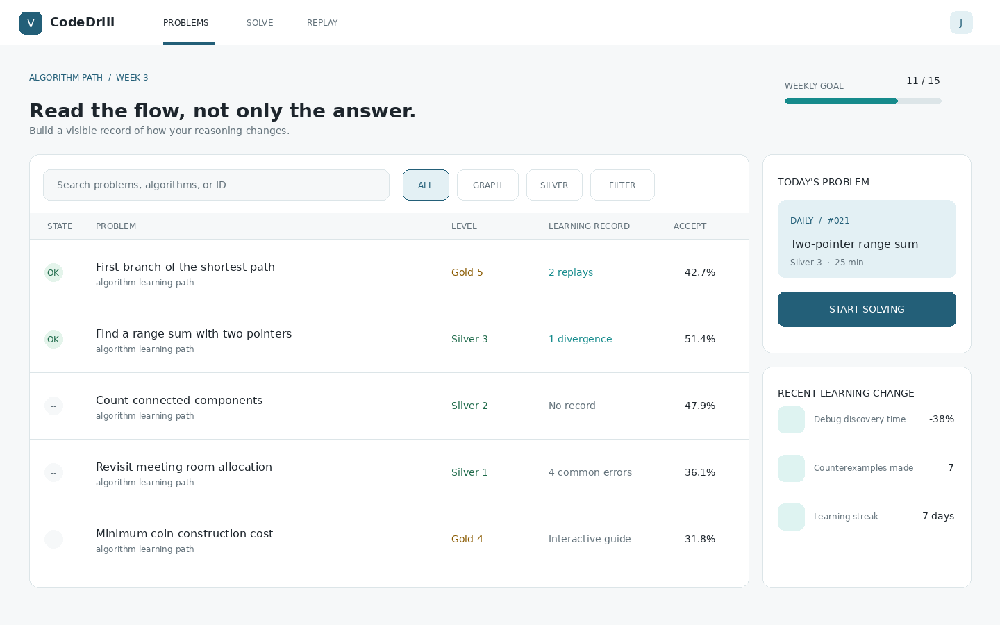 V CodeDrill PROBLEMS SOLVE REPLAY J
ALGORITHM PATH / WEEK 3
WEEKLY GOAL 11 / 15
Read the flow, not only the answer.
Build a visible record of how your reasoning changes.
Search problems, algorithms, or ID ALL GRAPH SILVER FILTER
STATE PROBLEM LEVEL LEARNING RECORD ACCEPT
OK First branch of the shortest path Gold 5 2 replays 42.7%
algorithm learning path
OK Find a range sum with two pointers Silver 3 1 divergence 51.4%
algorithm learning path
-- Count connected components Silver 2 No record 47.9%
algorithm learning path
-- Revisit meeting room allocation Silver 1 4 common errors 36.1%
algorithm learning path
-- Minimum coin construction cost Gold 4 Interactive guide 31.8%
algorithm learning path
TODAY'S PROBLEM
DAILY / #021
Two-pointer range sum
Silver 3 · 25 min
START SOLVING
RECENT LEARNING CHANGE
Debug discovery time -38%
Counterexamples made 7
Learning streak 7 days